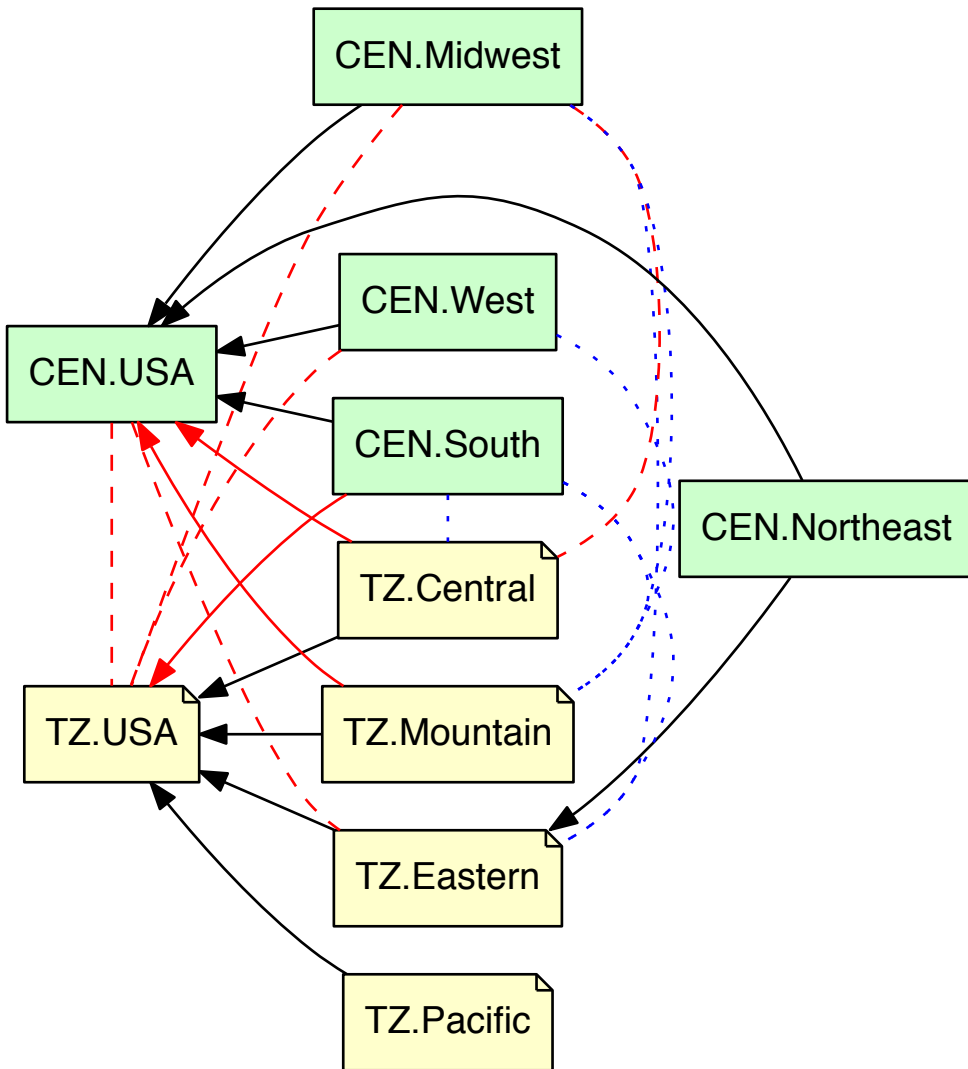 CEN.Midwest
CEN.West
CEN.USA
CEN.South
CEN.Northeast
TZ.Central
TZ.USA
TZ.Mountain
TZ.Eastern
TZ.Pacific